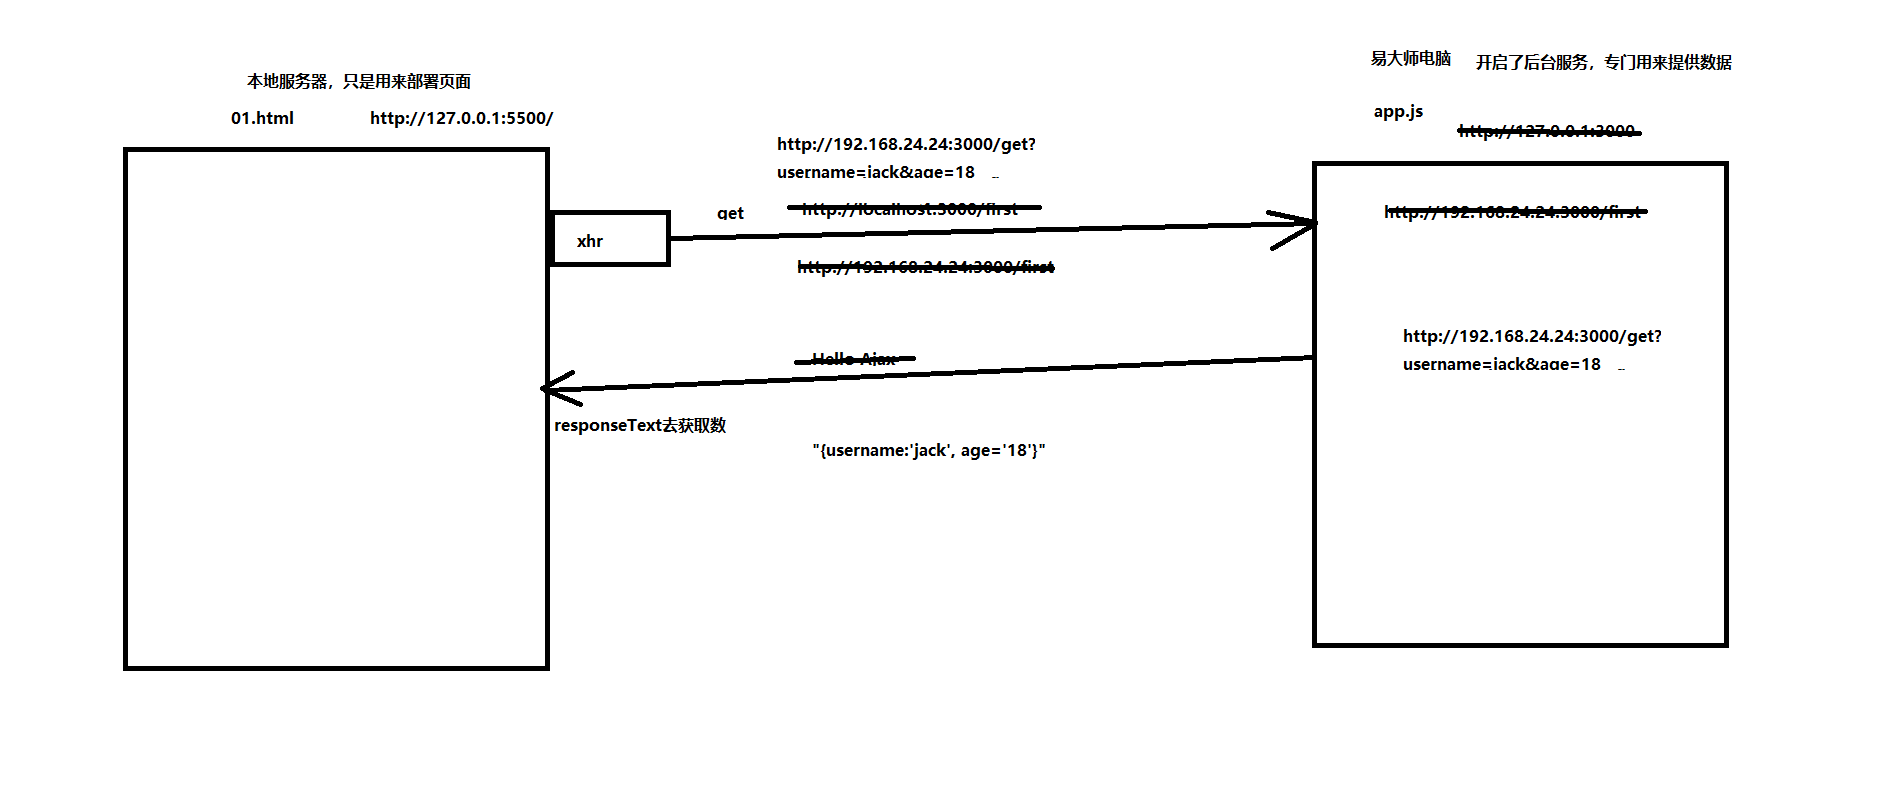 本地服务器，只是用来部署页面
01.html http://127.0.0.1:5500/
易大师电脑 开启了后台服务，专门用来提供数据
app.js
http://127.0.0.1:3000
http://192.168.24.24:3000/get?
username=jack&age=18
get http://localhost:3000/first
xhr
http://192.168.24.24:3000/first
http://192.168.24.24:3000/first
Hello Ajax
responseText去获取数
"{username:'jack', age='18'}"
http://192.168.24.24:3000/get?
username=jack&age=18